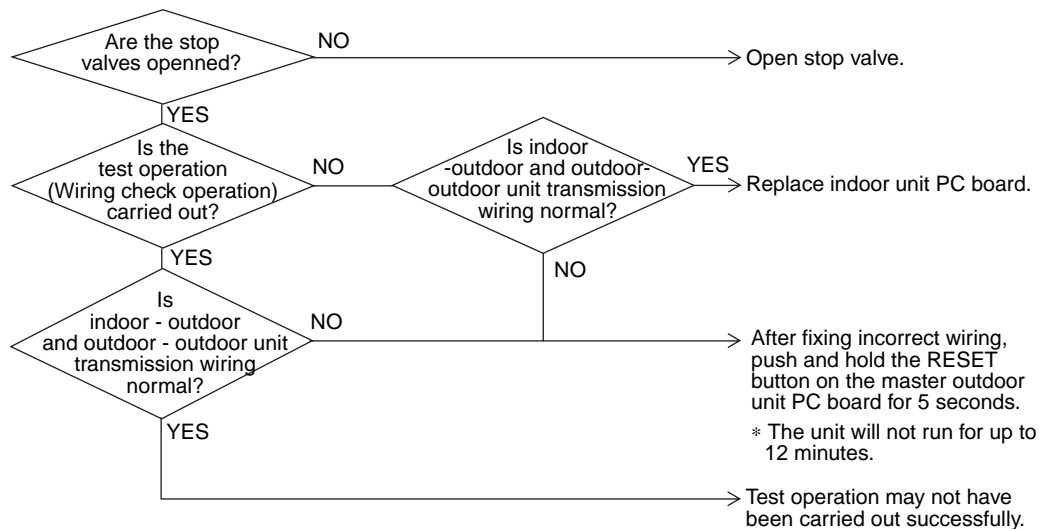 Are the stop
valves openned?
NO
Open stop valve.
YES
Is the
test operation
(Wiring check operation)
carried out?
NO
Is indoor
-outdoor and outdoor-
outdoor unit transmission
wiring normal?
YES
Replace indoor unit PC board.
YES
NO
Is
indoor - outdoor
and outdoor - outdoor unit
transmission wiring
normal?
NO
After fixing incorrect wiring,
push and hold the RESET
button on the master outdoor
unit PC board for 5 seconds.
* The unit will not run for up to
12 minutes.
YES
Test operation may not have
been carried out successfully.